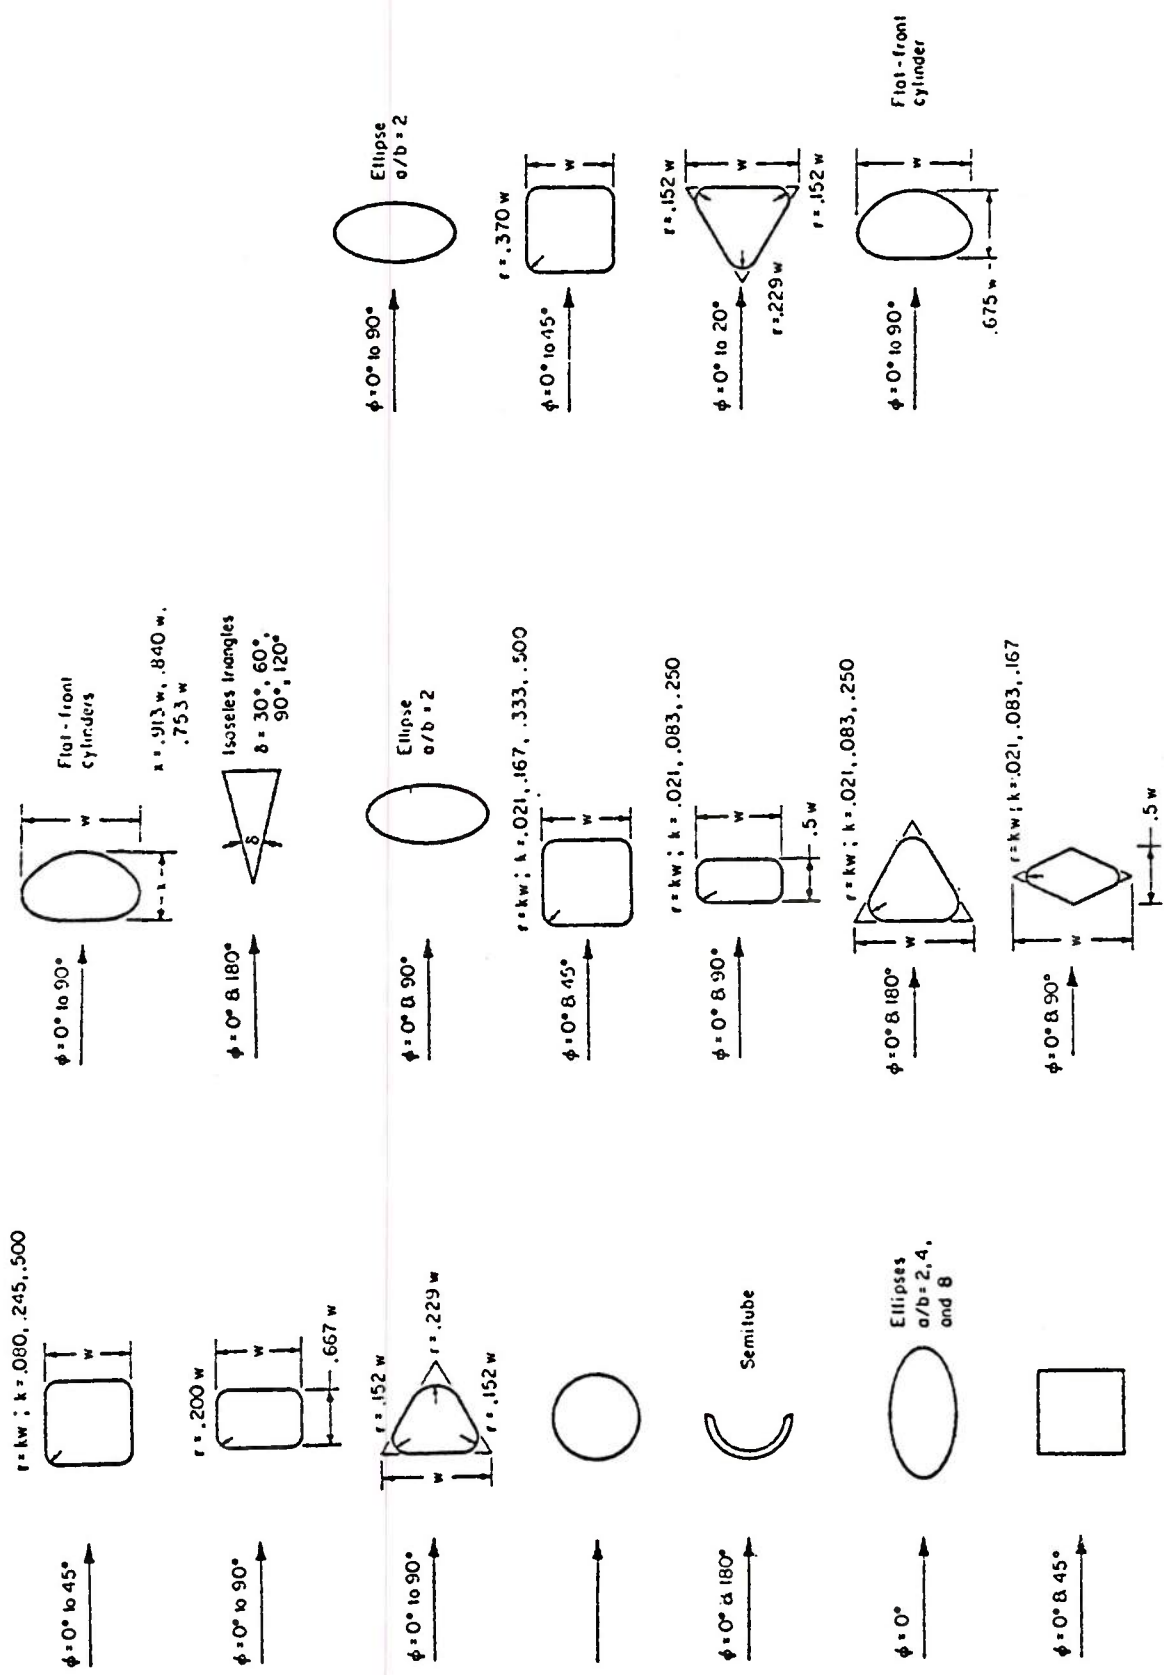 φ = 0° to 90°
Ellipse
a/b = 2
φ = 0° to 45°
r = .370 w
w
φ = 0° to 20°
r = .152 w
w
r = .229 w
r = .152 w
φ = 0° to 90°
w
.675 w
Flat-front
cylinder
φ = 0° to 90°
w
x
Flat-front
cylinders
x = .913 w, .840 w,
.753 w
φ = 0° & 180°
δ
Isoseles triangles
δ = 30°, 60°,
90°, 120°
φ = 0° & 90°
Ellipse
a/b = 2
φ = 0° & 45°
r = kw ; k = .021, .167, .333, .500
w
φ = 0° & 90°
r = kw ; k = .021, .083, .250
w
.5 w
φ = 0° & 180°
r = kw ; k = .021, .083, .250
w
φ = 0° & 90°
r = kw ; k = .021, .083, .167
w
.5 w
φ = 0° to 45°
r = kw ; k = .080, .245, .500
w
φ = 0° to 90°
r = .200 w
w
.667 w
φ = 0° to 90°
r = .152 w
w
r = .229 w
r = .152 w
φ = 0° & 180°
Semitube
φ = 0°
Ellipses
a/b = 2, 4,
and 8
φ = 0° & 45°